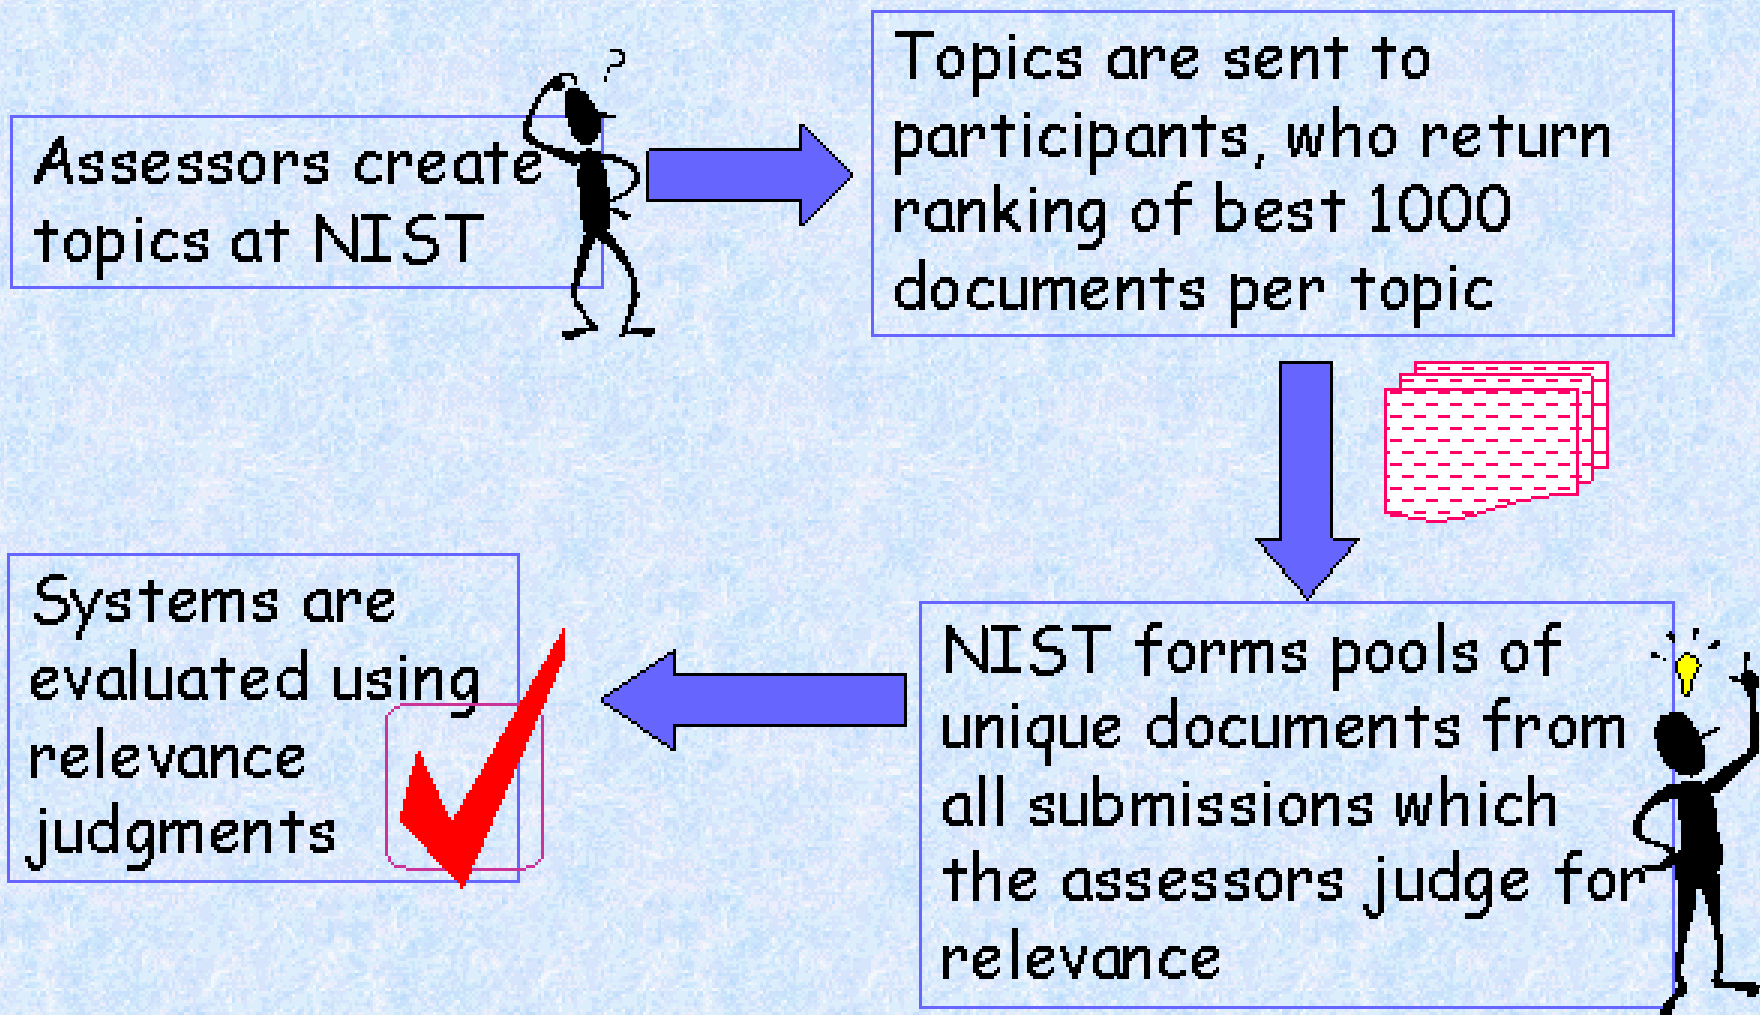 Assessors create
topics at NIST
?
Topics are sent to
participants, who return
ranking of best 1000
documents per topic
NIST forms pools of
unique documents from
all submissions which
the assessors judge for
relevance
Systems are
evaluated using
relevance
judgments